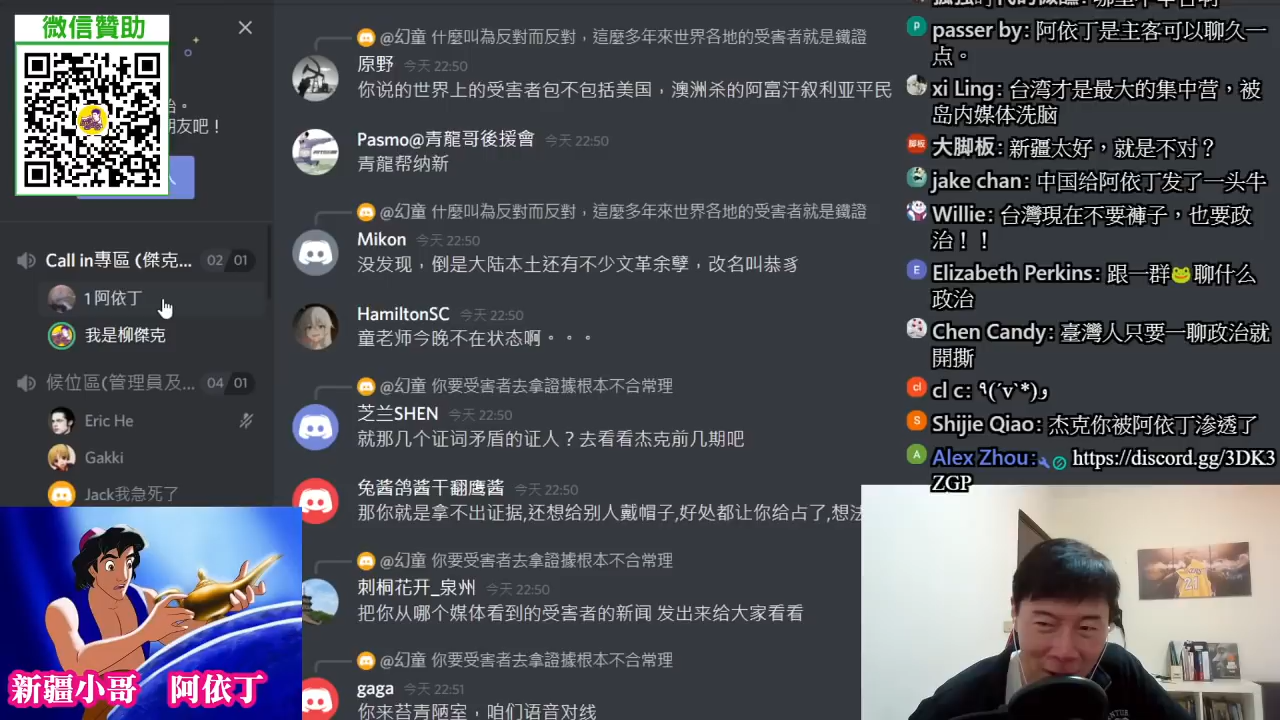 微信贊助
治。
朋友吧！
人
Call in專區 (傑克... 02 01
1阿依丁
我是柳傑克
候位區(管理員及... 04 01
Eric He
Gakki
Jack我急死了
新疆小哥 阿依丁
@幻童 什麼叫為反對而反對，這麼多年來世界各地的受害者就是鐵證
原野 今天 22:50
你说的世界上的受害者包不包括美国，澳洲杀的阿富汗叙利亚平民
Pasmo@青龍哥後援會 今天 22:50
青龍帮纳新
@幻童 什麼叫為反對而反對，這麼多年來世界各地的受害者就是鐵證
Mikon 今天 22:50
没发现，倒是大陆本土还有不少文革余孽，改名叫恭豸
HamiltonSC 今天 22:50
童老师今晚不在状态啊。。。
@幻童 你要受害者去拿證據根本不合常理
芝兰SHEN 今天 22:50
就那几个证词矛盾的证人？去看看杰克前几期吧
兔酱鸽酱干翻鹰酱 今天 22:50
那你就是拿不出证据,还想给别人戴帽子,好处都让你给占了,想法
@幻童 你要受害者去拿證據根本不合常理
刺桐花开_泉州 今天 22:50
把你从哪个媒体看到的受害者的新闻 发出来给大家看看
@幻童 你要受害者去拿證據根本不合常理
gaga 今天 22:51
你来苔青陋室，咱们语音对线
passer by: 阿依丁是主客可以聊久一
点。
xi Ling: 台湾才是最大的集中营，被
岛内媒体洗脑
大脚板: 新疆太好，就是不对？
jake chan: 中国给阿依丁发了一头牛
Willie: 台灣現在不要褲子，也要政
治！！
Elizabeth Perkins: 跟一群🐸聊什么
政治
Chen Candy: 臺灣人只要一聊政治就
開撕
cl c: ٩(´v`*)و
Shijie Qiao: 杰克你被阿依丁渗透了
Alex Zhou: https://discord.gg/3DK3
ZGP